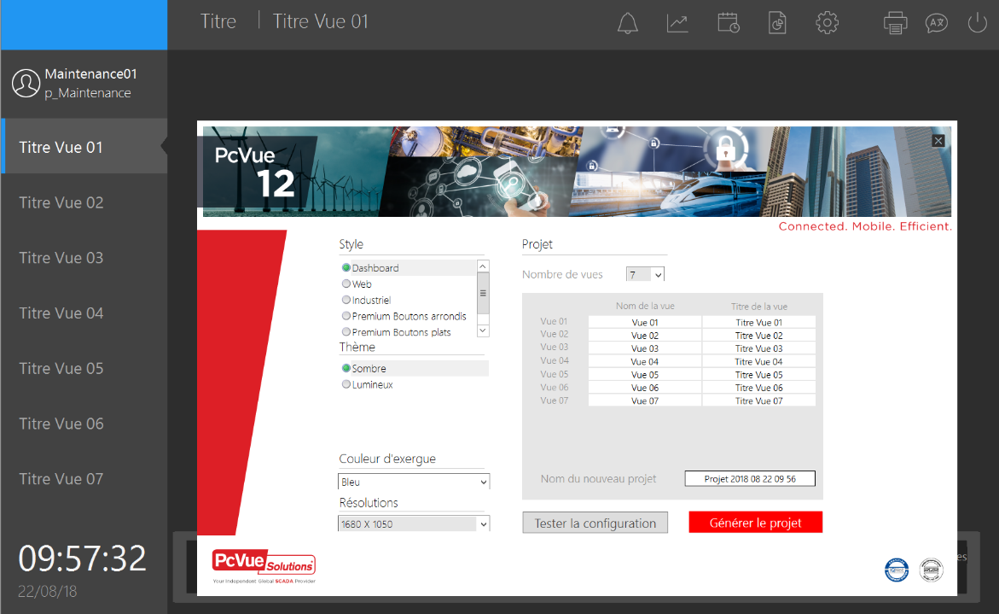 Titre
Titre Vue 01
Maintenance01
p_Maintenance
Titre Vue 01
Titre Vue 02
Titre Vue 03
Titre Vue 04
Titre Vue 05
Titre Vue 06
Titre Vue 07
09:57:32
22/08/18
PcVue
12
Connected. Mobile. Efficient.
Style
Dashboard
Web
Industriel
Premium Boutons arrondis
Premium Boutons plats
Thème
Sombre
Lumineux
Couleur d'exergue
Bleu
Résolutions
1680 X 1050
Projet
Nombre de vues 7
Nom de la vue Titre de la vue
Vue 01 Vue 01 Titre Vue 01
Vue 02 Vue 02 Titre Vue 02
Vue 03 Vue 03 Titre Vue 03
Vue 04 Vue 04 Titre Vue 04
Vue 05 Vue 05 Titre Vue 05
Vue 06 Vue 06 Titre Vue 06
Vue 07 Vue 07 Titre Vue 07
Nom du nouveau projet Projet 2018 08 22 09 56
Tester la configuration
Générer le projet
PcVue Solutions
Your Independent Global SCADA Provider
es